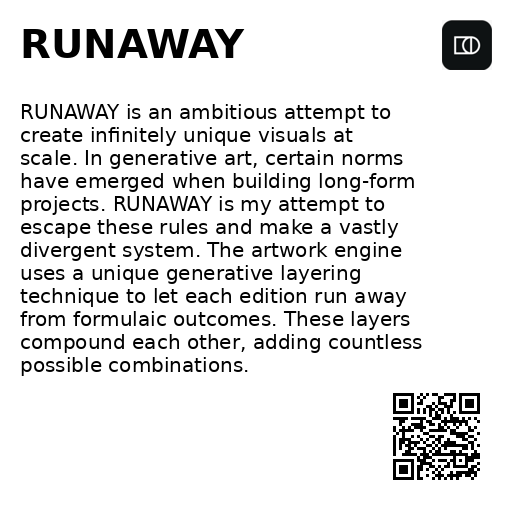 RUNAWAY
RUNAWAY is an ambitious attempt to
create infinitely unique visuals at
scale. In generative art, certain norms
have emerged when building long-form
projects. RUNAWAY is my attempt to
escape these rules and make a vastly
divergent system. The artwork engine
uses a unique generative layering
technique to let each edition run away
from formulaic outcomes. These layers
compound each other, adding countless
possible combinations.